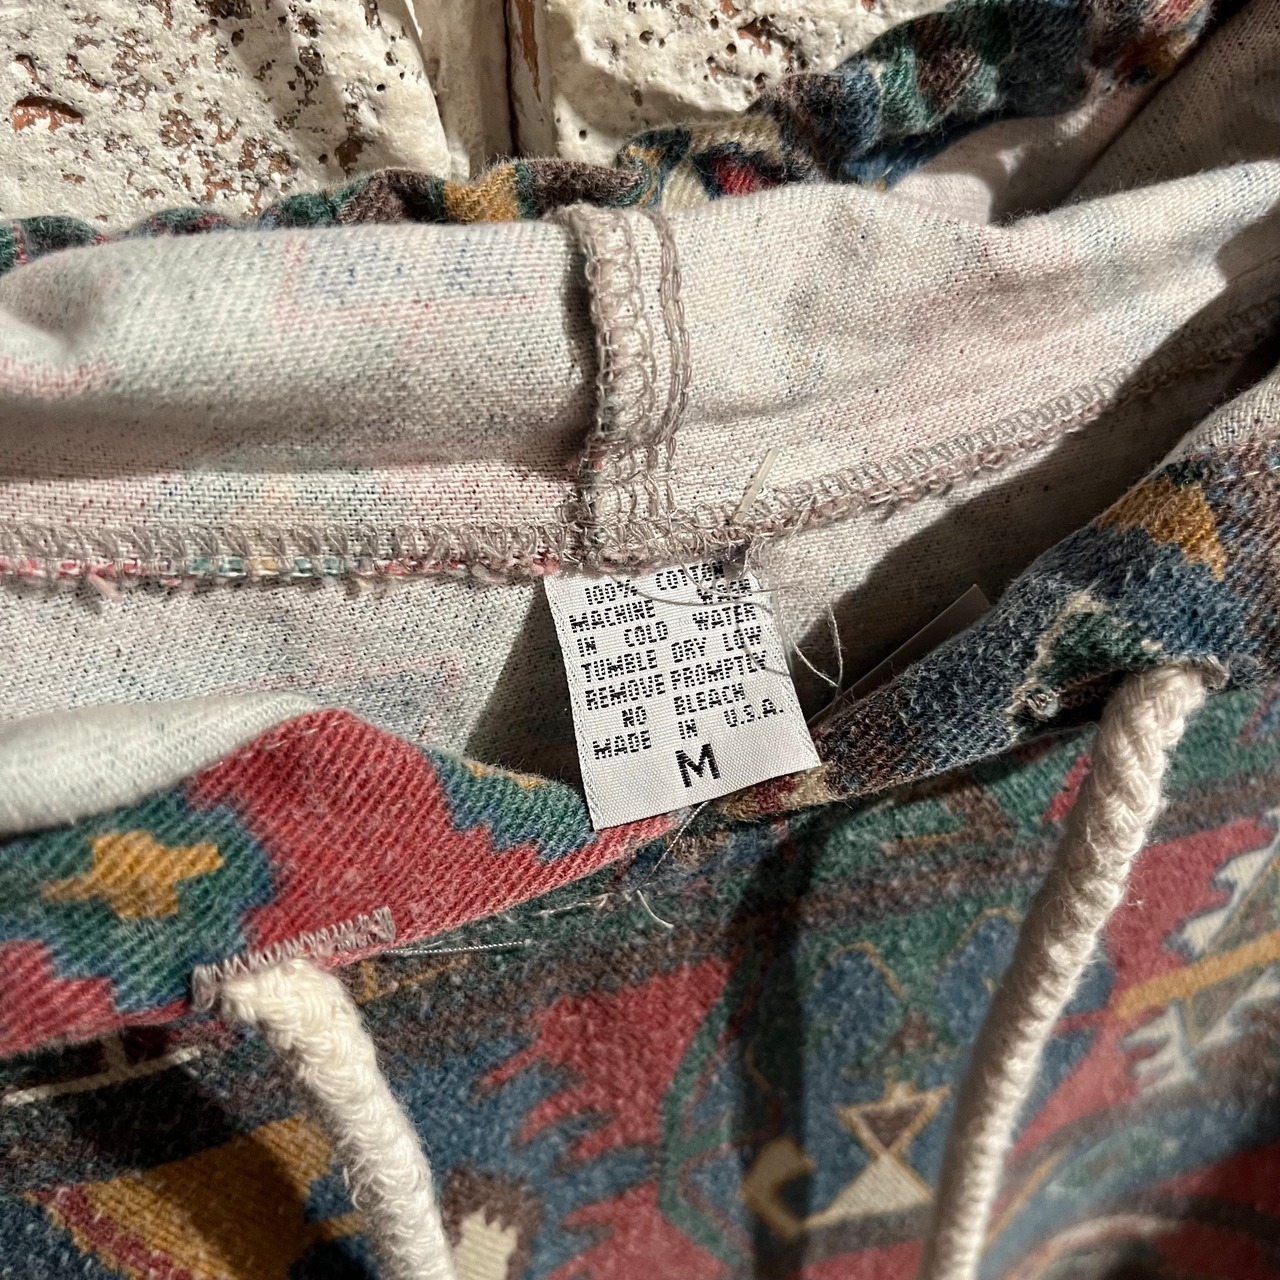 100% COTTON
MACHINE WASH
IN COLD WATER
TUMBLE DRY LOW
REMOVE PROMPTLY
NO BLEACH
MADE IN U.S.A.
M